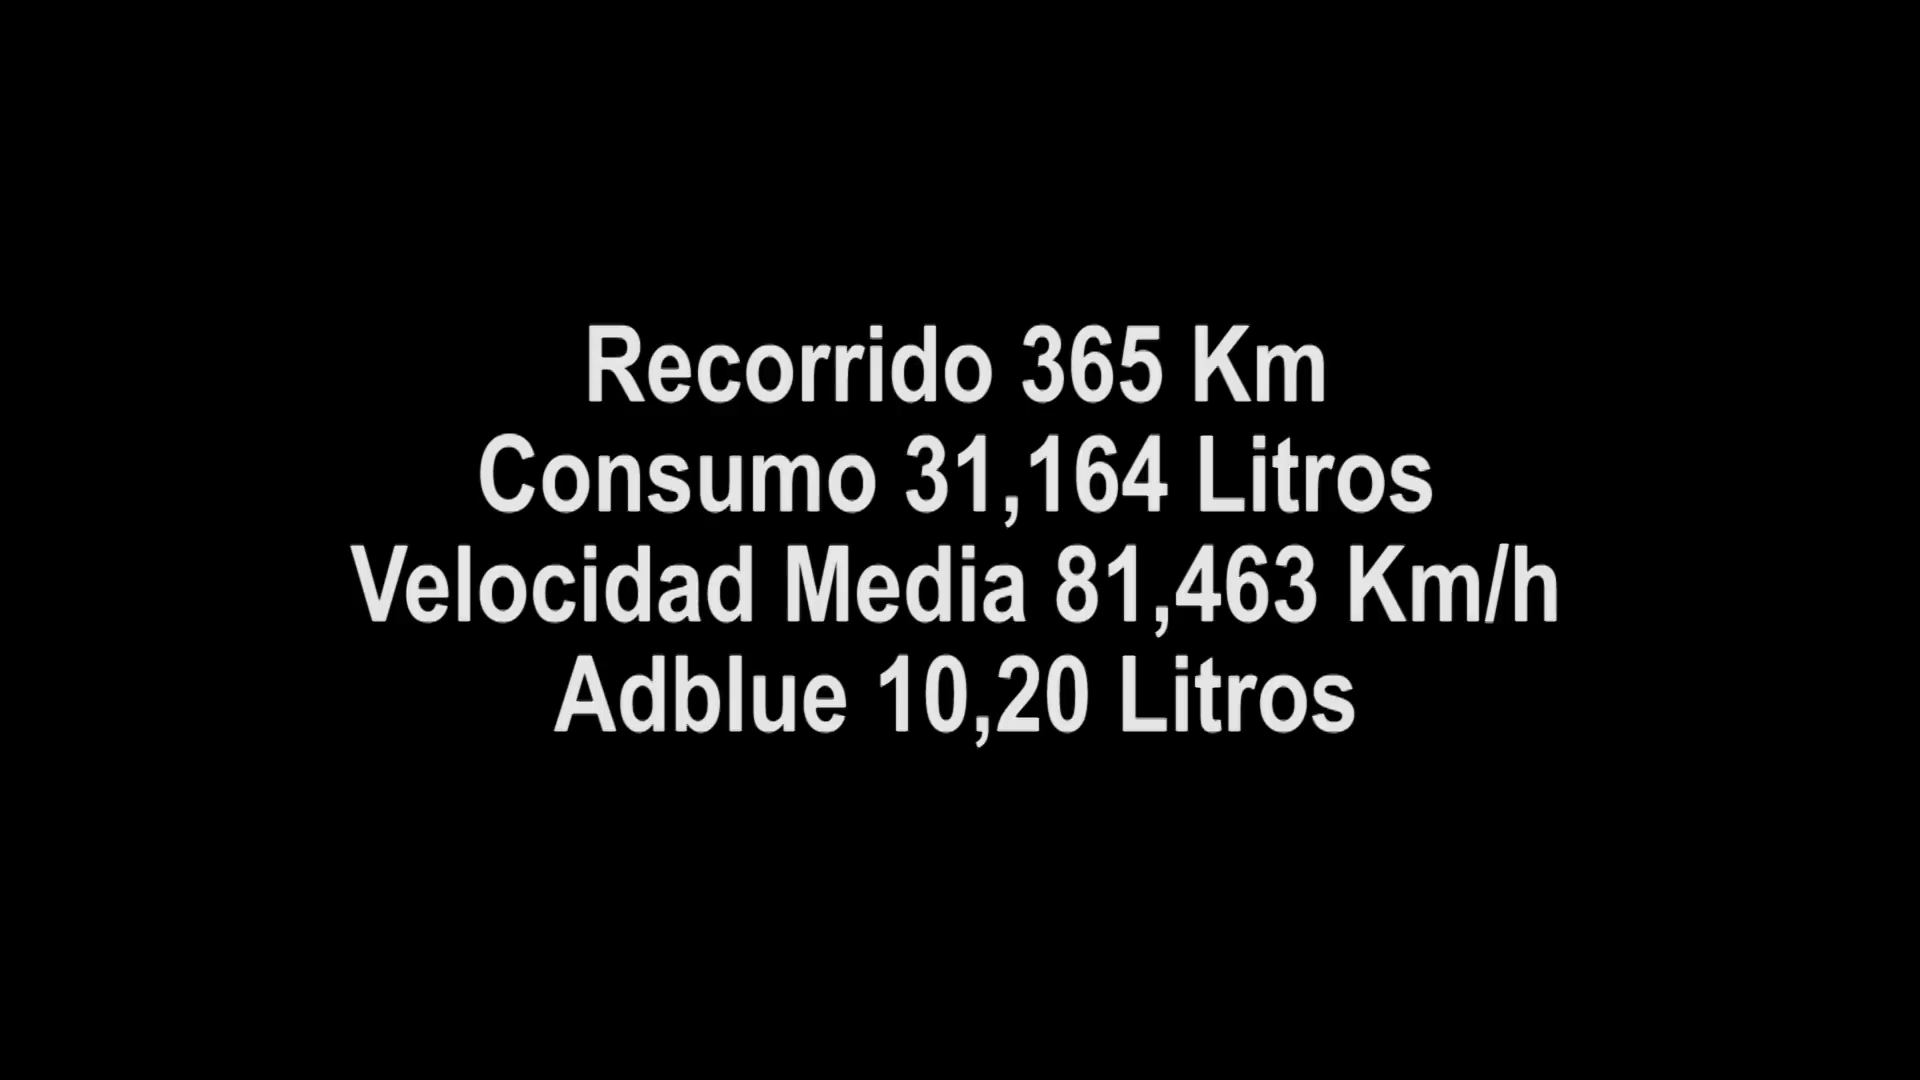 Recorrido 365 Km
Consumo 31,164 Litros
Velocidad Media 81,463 Km/h
Adblue 10,20 Litros